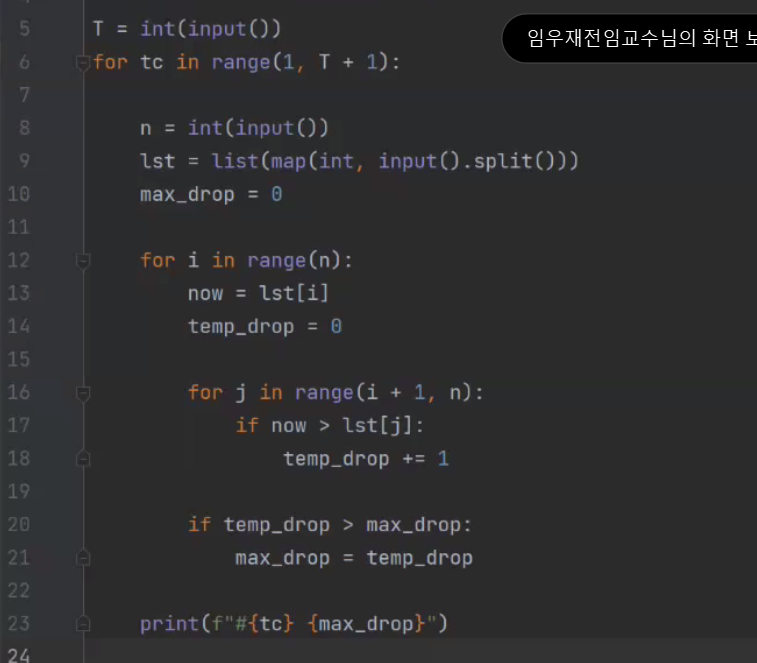 임우재전임교수님의 화면
5 T = int(input())
6 for tc in range(1, T + 1):
7
8 n = int(input())
9 lst = list(map(int, input().split()))
10 max_drop = 0
11
12 for i in range(n):
13 now = lst[i]
14 temp_drop = 0
15
16 for j in range(i + 1, n):
17 if now > lst[j]:
18 temp_drop += 1
19
20 if temp_drop > max_drop:
21 max_drop = temp_drop
22
23 print(f"#{tc} {max_drop}")
24